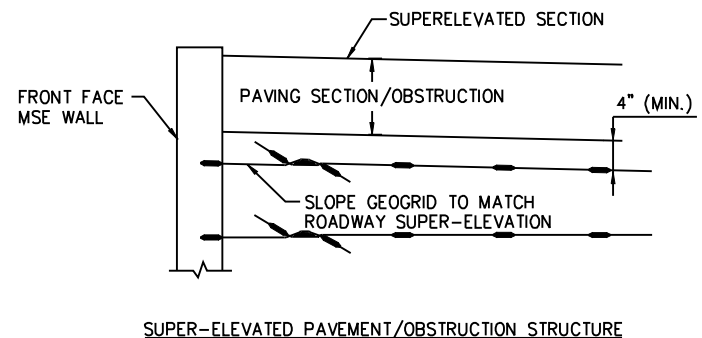 SUPERELEVATED SECTION
FRONT FACE
MSE WALL
PAVING SECTION/OBSTRUCTION
4" (MIN.)
SLOPE GEOGRID TO MATCH
ROADWAY SUPER-ELEVATION
SUPER-ELEVATED PAVEMENT/OBSTRUCTION STRUCTURE